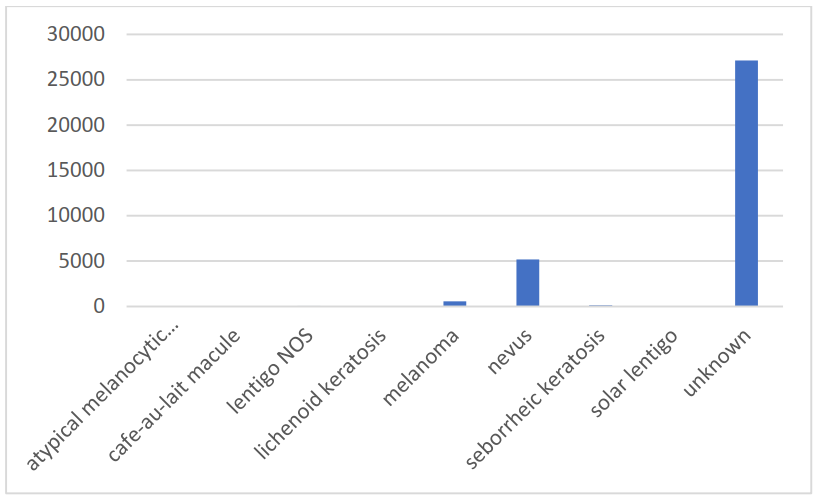 30000
25000
20000
15000
10000
5000
0
atypical melanocytic...
cafe-au-lait macule
lentigo NOS
lichenoid keratosis
melanoma
nevus
seborrheic keratosis
solar lentigo
unknown